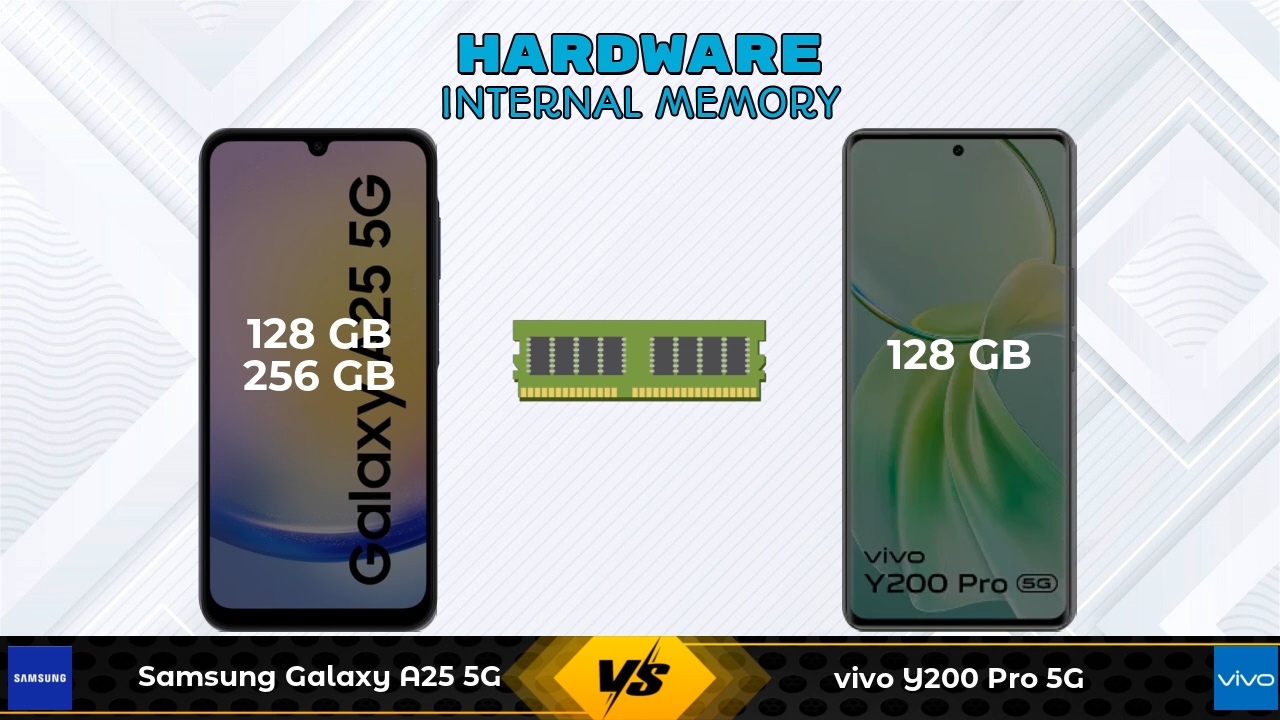 HARDWARE
INTERNAL MEMORY
Galaxy A25 5G
128 GB
256 GB
128 GB
vivo
Y200 Pro 5G
SAMSUNG
Samsung Galaxy A25 5G
VS
vivo Y200 Pro 5G
vivo